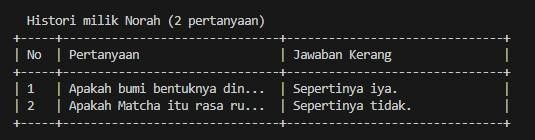 Histori milik Norah (2 pertanyaan)
+-----+---------------------------+---------------------------+
| No | Pertanyaan | Jawaban Kerang |
+-----+---------------------------+---------------------------+
| 1 | Apakah bumi bentuknya din... | Sepertinya iya. |
| 2 | Apakah Matcha itu rasa ru... | Sepertinya tidak. |
+-----+---------------------------+---------------------------+